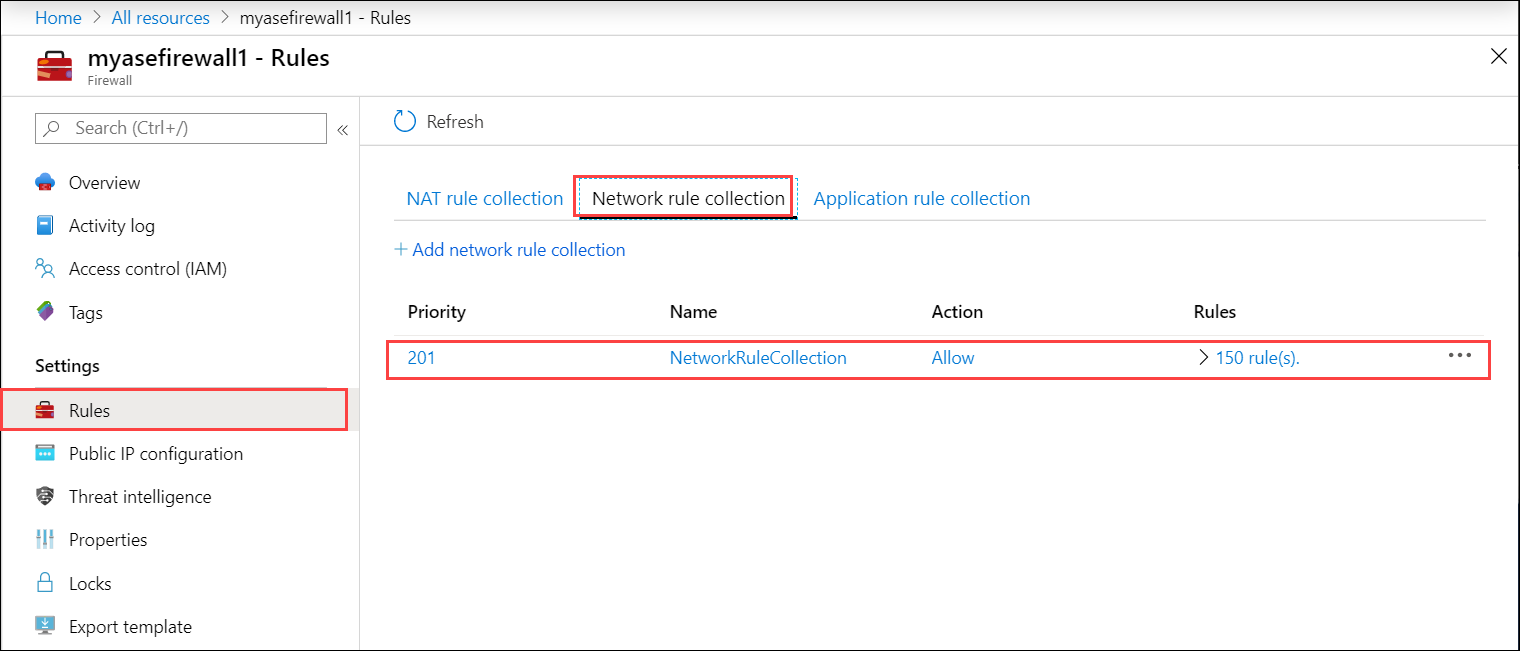 Home > All resources > myasefirewall1 - Rules
myasefirewall1 - Rules
Firewall
Search (Ctrl+/)
«
Overview
Activity log
Access control (IAM)
Tags
Settings
Rules
Public IP configuration
Threat intelligence
Properties
Locks
Export template
Refresh
NAT rule collection Network rule collection Application rule collection
+ Add network rule collection
Priority Name Action Rules
201 NetworkRuleCollection Allow > 150 rule(s). •••